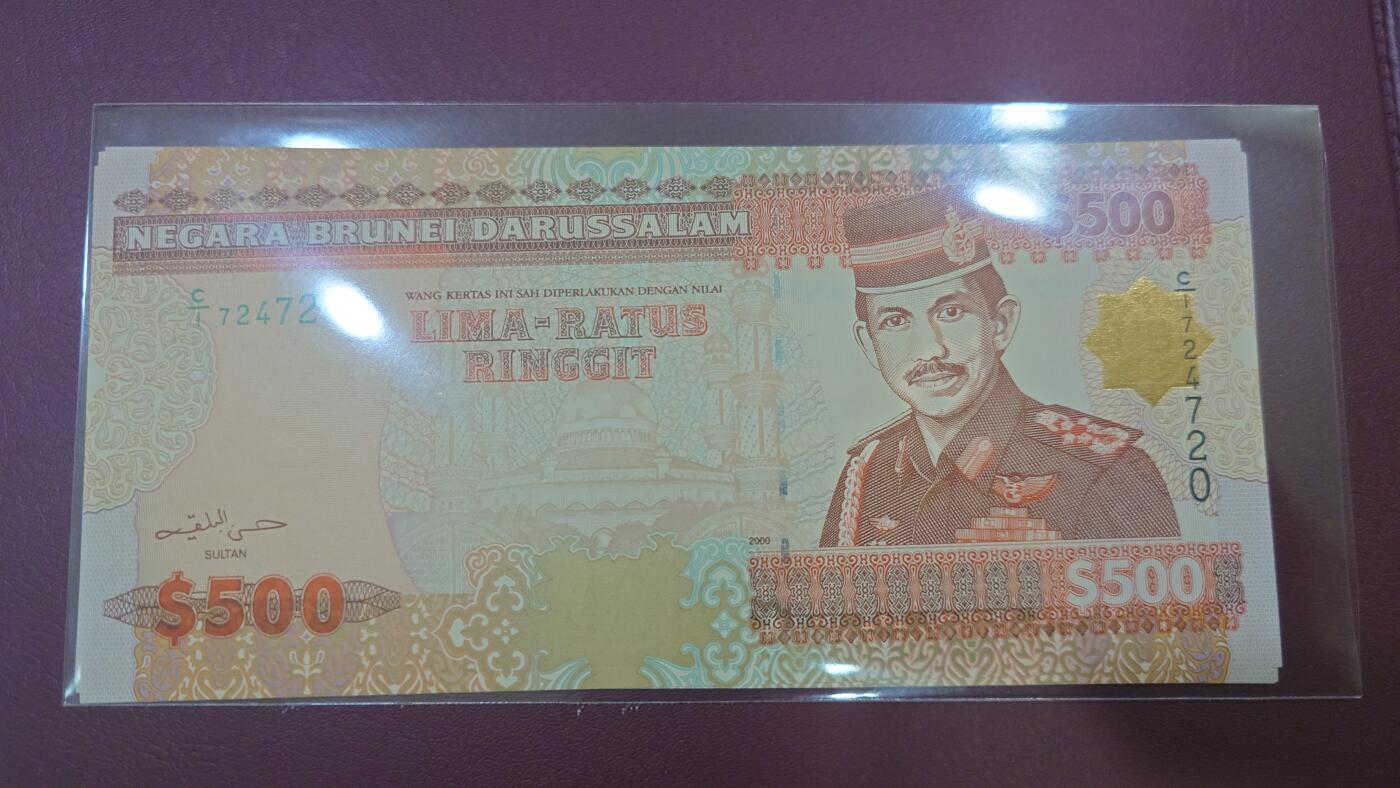 NEGARA BRUNEI DARUSSALAM
$500
C/1 72472
WANG KERTAS INI SAH DIPERLAKUKAN DENGAN NILAI
LIMA-RATUS
RINGGIT
C/1 724720
حسن البلقيه
SULTAN
2000
$500
$500